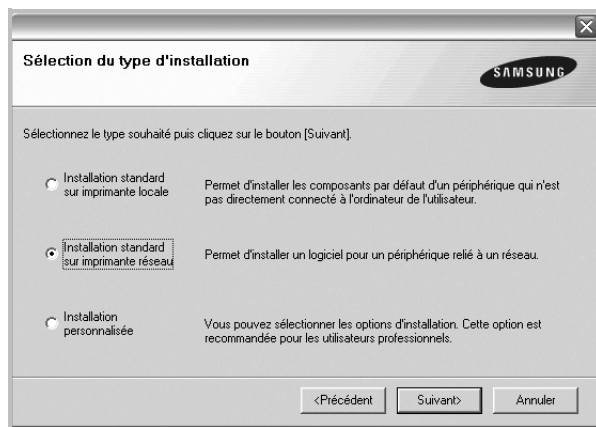 Sélection du type d'installation
SAMSUNG
Sélectionnez le type souhaité puis cliquez sur le bouton [Suivant].
Installation standard
sur imprimante locale
Permet d'installer les composants par défaut d'un périphérique qui n'est
pas directement connecté à l'ordinateur de l'utilisateur.
Installation standard
sur imprimante réseau
Permet d'installer un logiciel pour un périphérique relié à un réseau.
Installation
personnalisée
Vous pouvez sélectionner les options d'installation. Cette option est
recommandée pour les utilisateurs professionnels.
<Précédent
Suivant>
Annuler